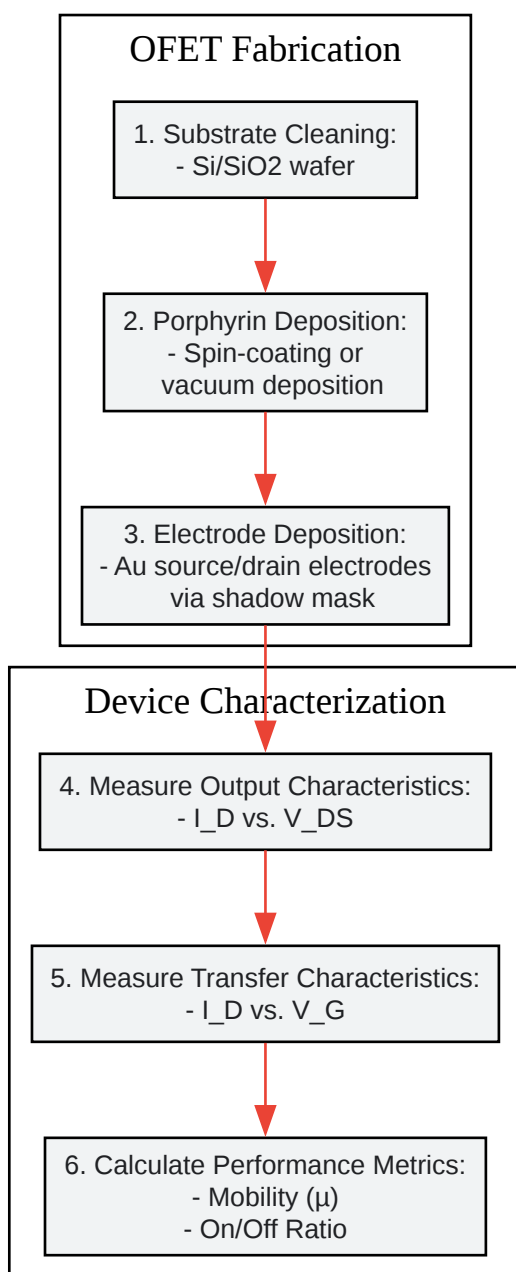 OFET Fabrication
1. Substrate Cleaning:
- Si/SiO2 wafer
2. Porphyrin Deposition:
- Spin-coating or
vacuum deposition
3. Electrode Deposition:
- Au source/drain electrodes
via shadow mask
Device Characterization
4. Measure Output Characteristics:
- I_D vs. V_DS
5. Measure Transfer Characteristics:
- I_D vs. V_G
6. Calculate Performance Metrics:
- Mobility (µ)
- On/Off Ratio